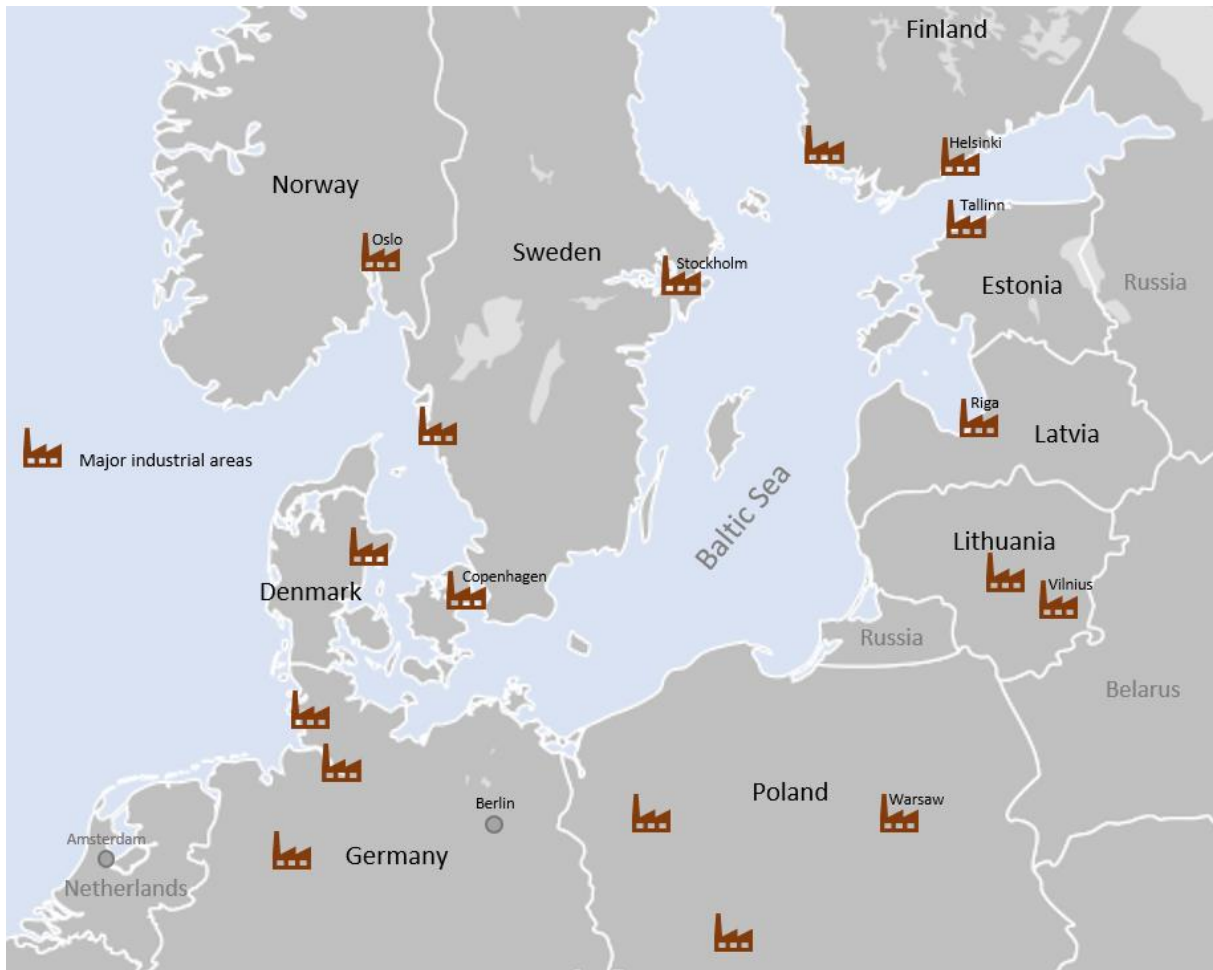 Finland
Helsinki
Norway
Tallinn
Oslo
Sweden
Stockholm
Estonia
Russia
Riga
Latvia
Major industrial areas
Baltic Sea
Lithuania
Copenhagen
Vilnius
Denmark
Russia
Belarus
Poland
Warsaw
Berlin
Amsterdam
Germany
Netherlands